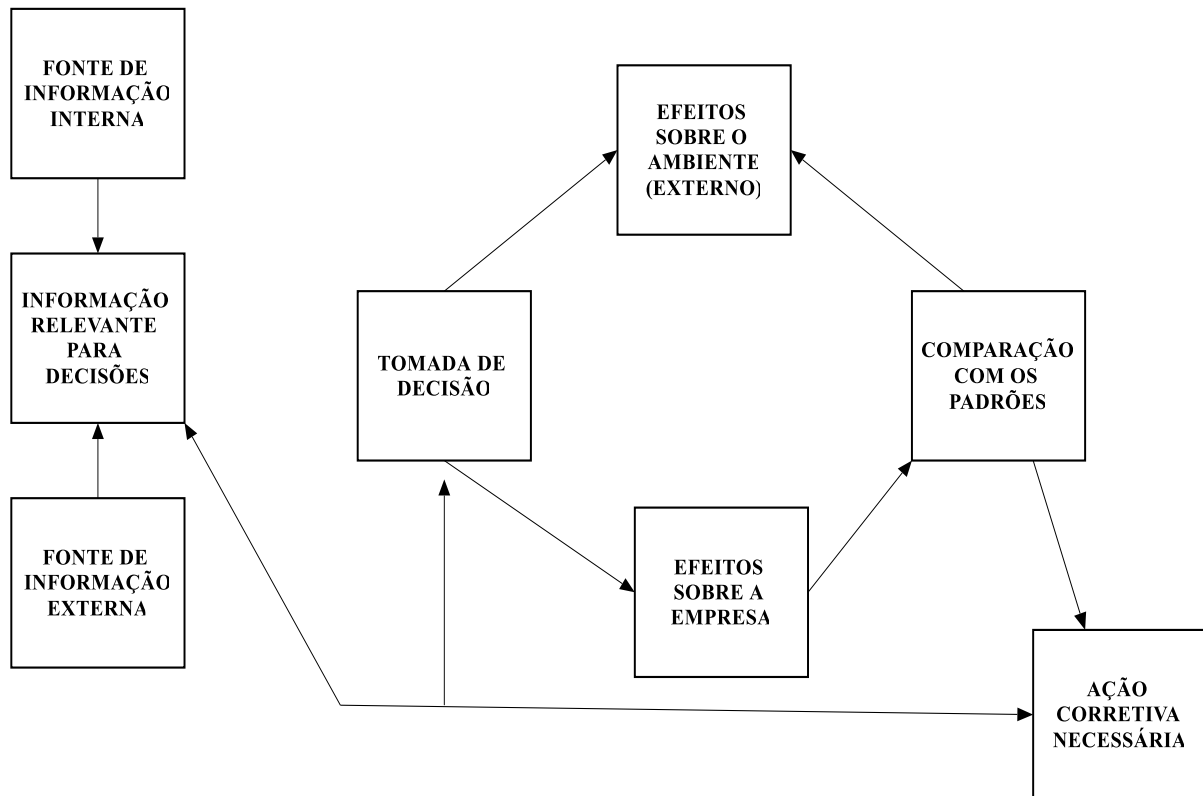 FONTE DE
INFORMAÇÃO
INTERNA
INFORMAÇÃO
RELEVANTE
PARA
DECISÕES
FONTE DE
INFORMAÇÃO
EXTERNA
TOMADA DE
DECISÃO
EFEITOS
SOBRE O
AMBIENTE
(EXTERNO)
EFEITOS
SOBRE A
EMPRESA
COMPARAÇÃO
COM OS
PADRÕES
AÇÃO
CORRETIVA
NECESSÁRIA